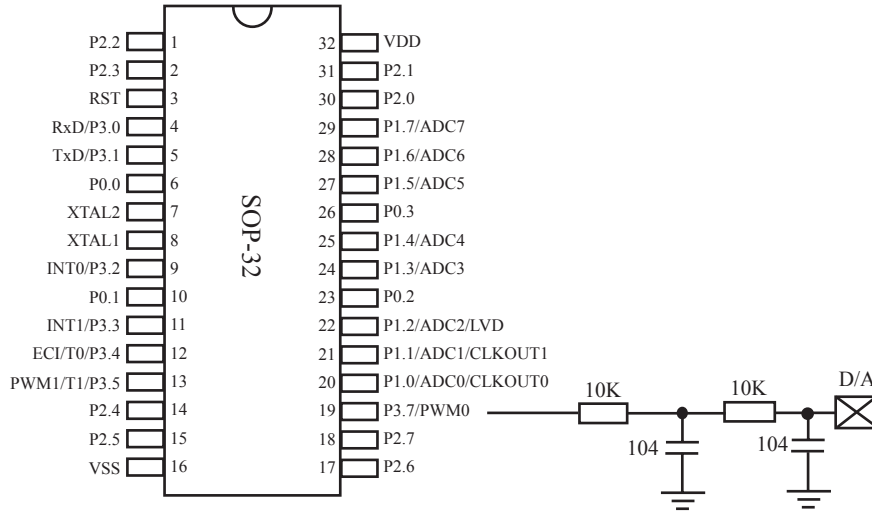 P2.2 1
P2.3 2
RST 3
RxD/P3.0 4
TxD/P3.1 5
P0.0 6
XTAL2 7
XTAL1 8
INT0/P3.2 9
P0.1 10
INT1/P3.3 11
ECI/T0/P3.4 12
PWM1/T1/P3.5 13
P2.4 14
P2.5 15
VSS 16
SOP-32
32 VDD
31 P2.1
30 P2.0
29 P1.7/ADC7
28 P1.6/ADC6
27 P1.5/ADC5
26 P0.3
25 P1.4/ADC4
24 P1.3/ADC3
23 P0.2
22 P1.2/ADC2/LVD
21 P1.1/ADC1/CLKOUT1
20 P1.0/ADC0/CLKOUT0
19 P3.7/PWM0
18 P2.7
17 P2.6
10K 10K D/A
104 104